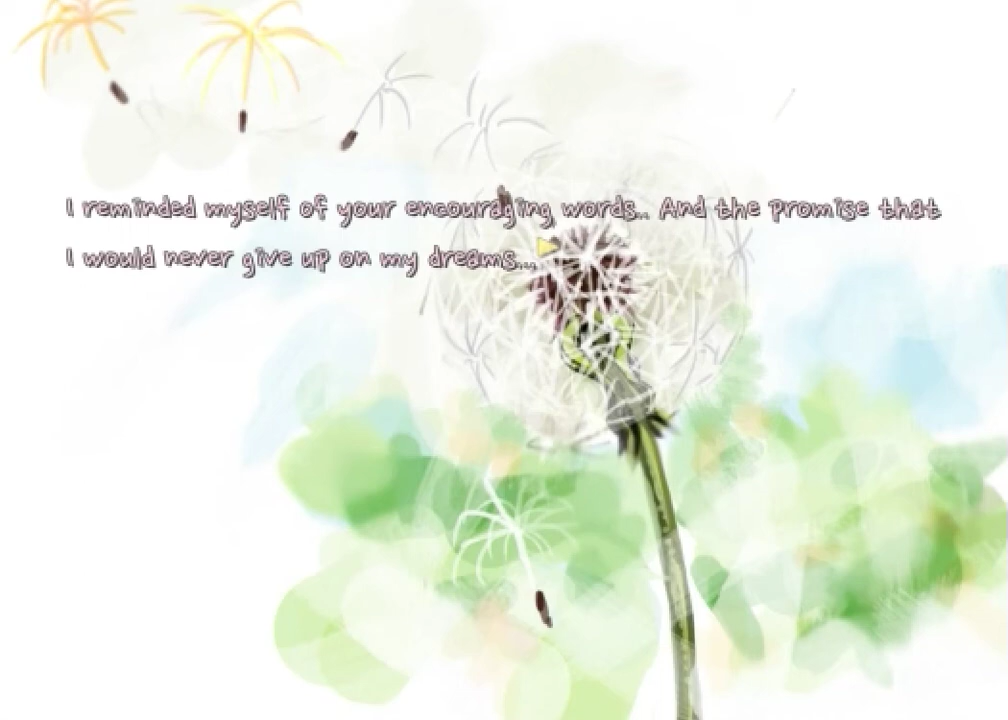 I reminded myself of your encouraging words.. And the promise that
I would never give up on my dreams...